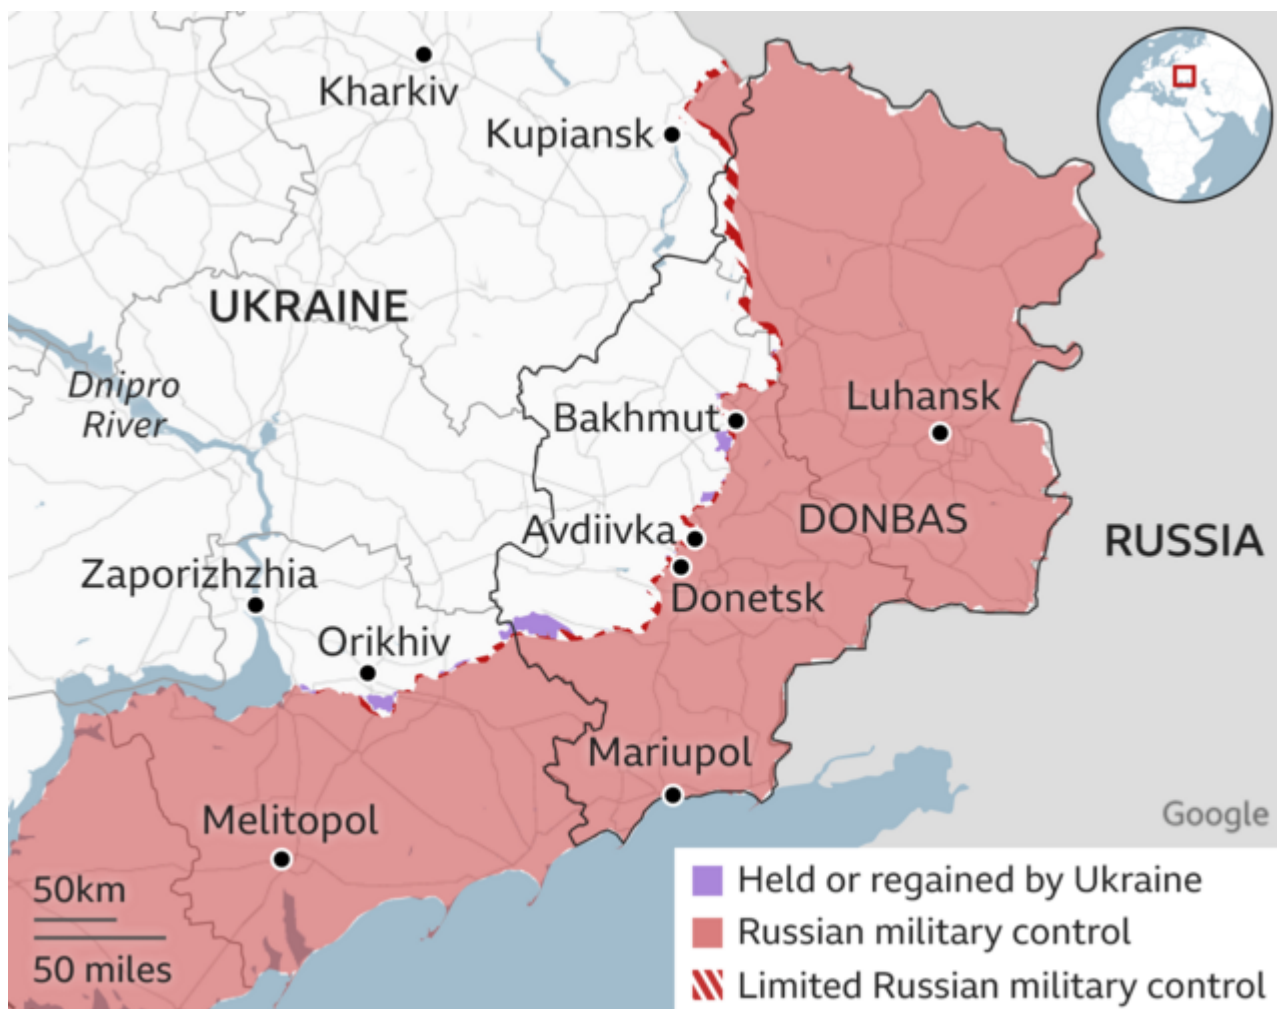 Kharkiv
Kupiansk
UKRAINE
Dnipro
River
Luhansk
Bakhmut
DONBAS
Avdiivka
RUSSIA
Zaporizhzhia
Donetsk
Orikhiv
Mariupol
Melitopol
Google
50km
50 miles
Held or regained by Ukraine
Russian military control
Limited Russian military control